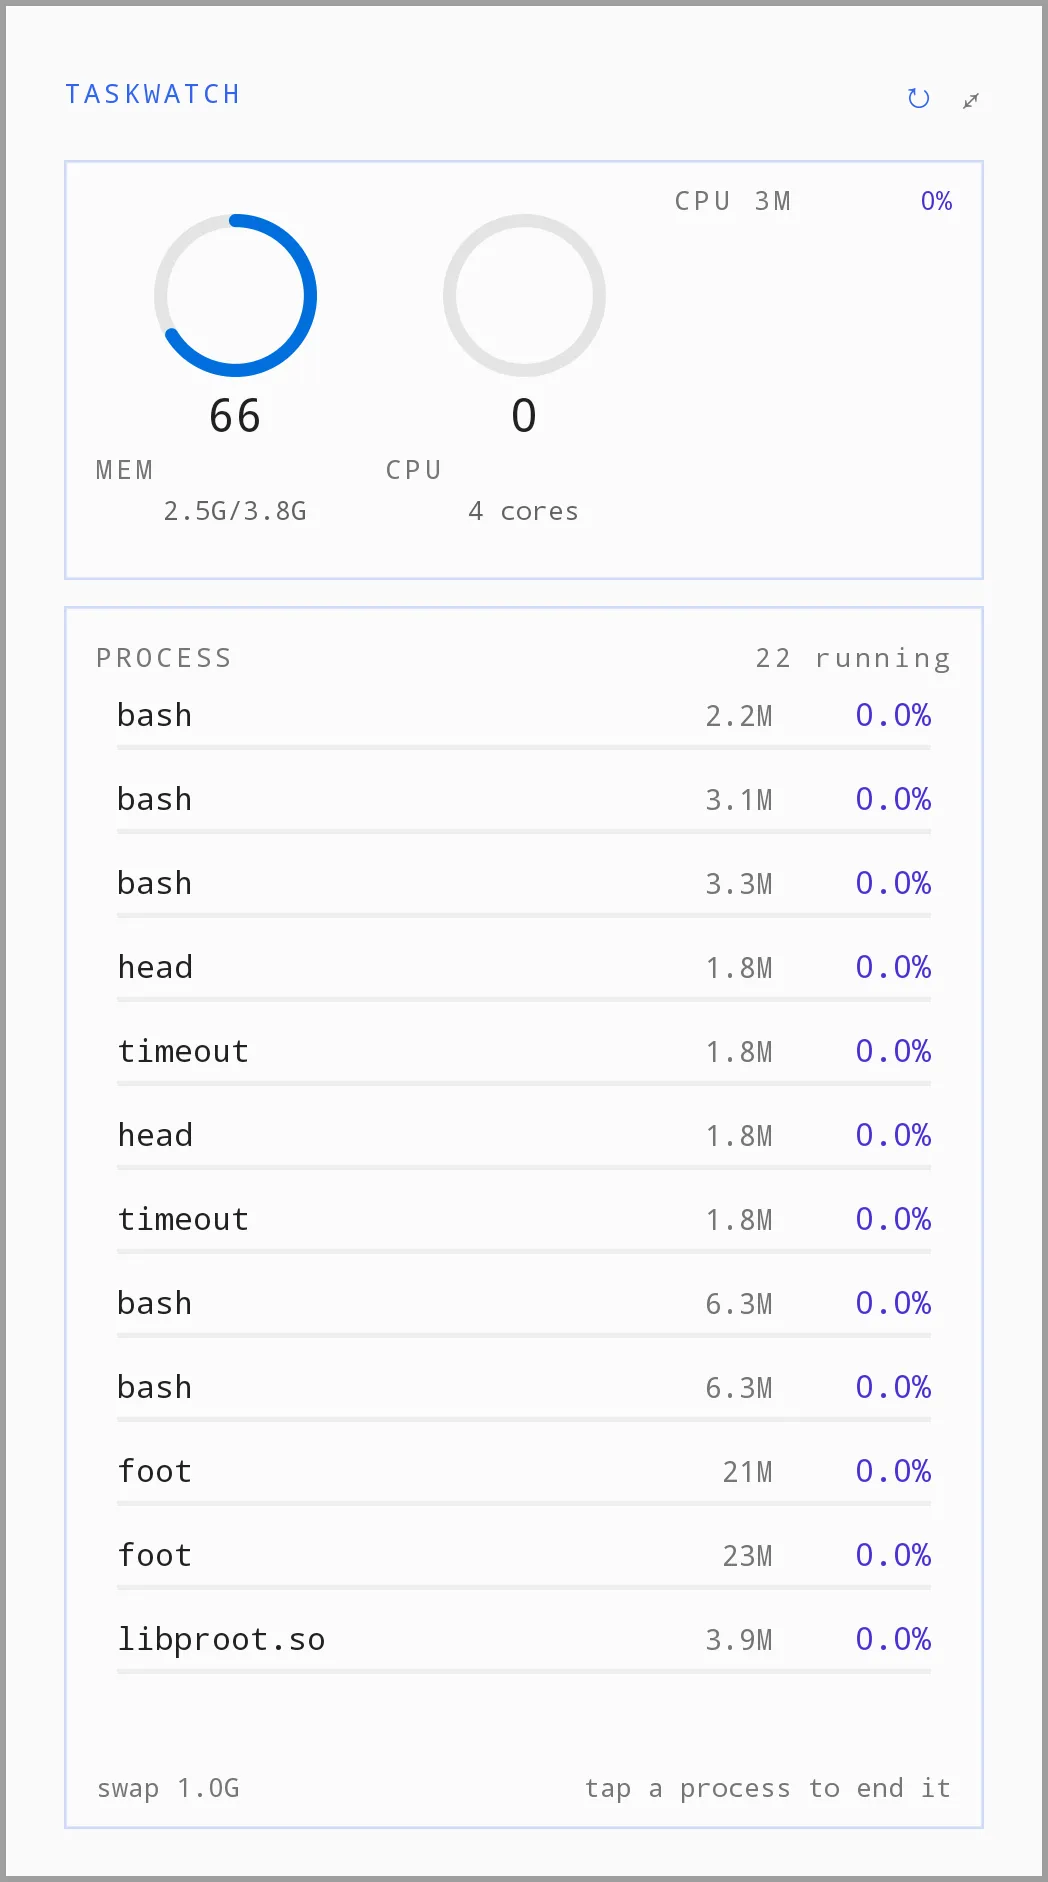 TASKWATCH ↻ ⤢
CPU 3M 0%
66 0
MEM CPU
2.5G/3.8G 4 cores
PROCESS 22 running
bash 2.2M 0.0%
bash 3.1M 0.0%
bash 3.3M 0.0%
head 1.8M 0.0%
timeout 1.8M 0.0%
head 1.8M 0.0%
timeout 1.8M 0.0%
bash 6.3M 0.0%
bash 6.3M 0.0%
foot 21M 0.0%
foot 23M 0.0%
libproot.so 3.9M 0.0%
swap 1.0G tap a process to end it